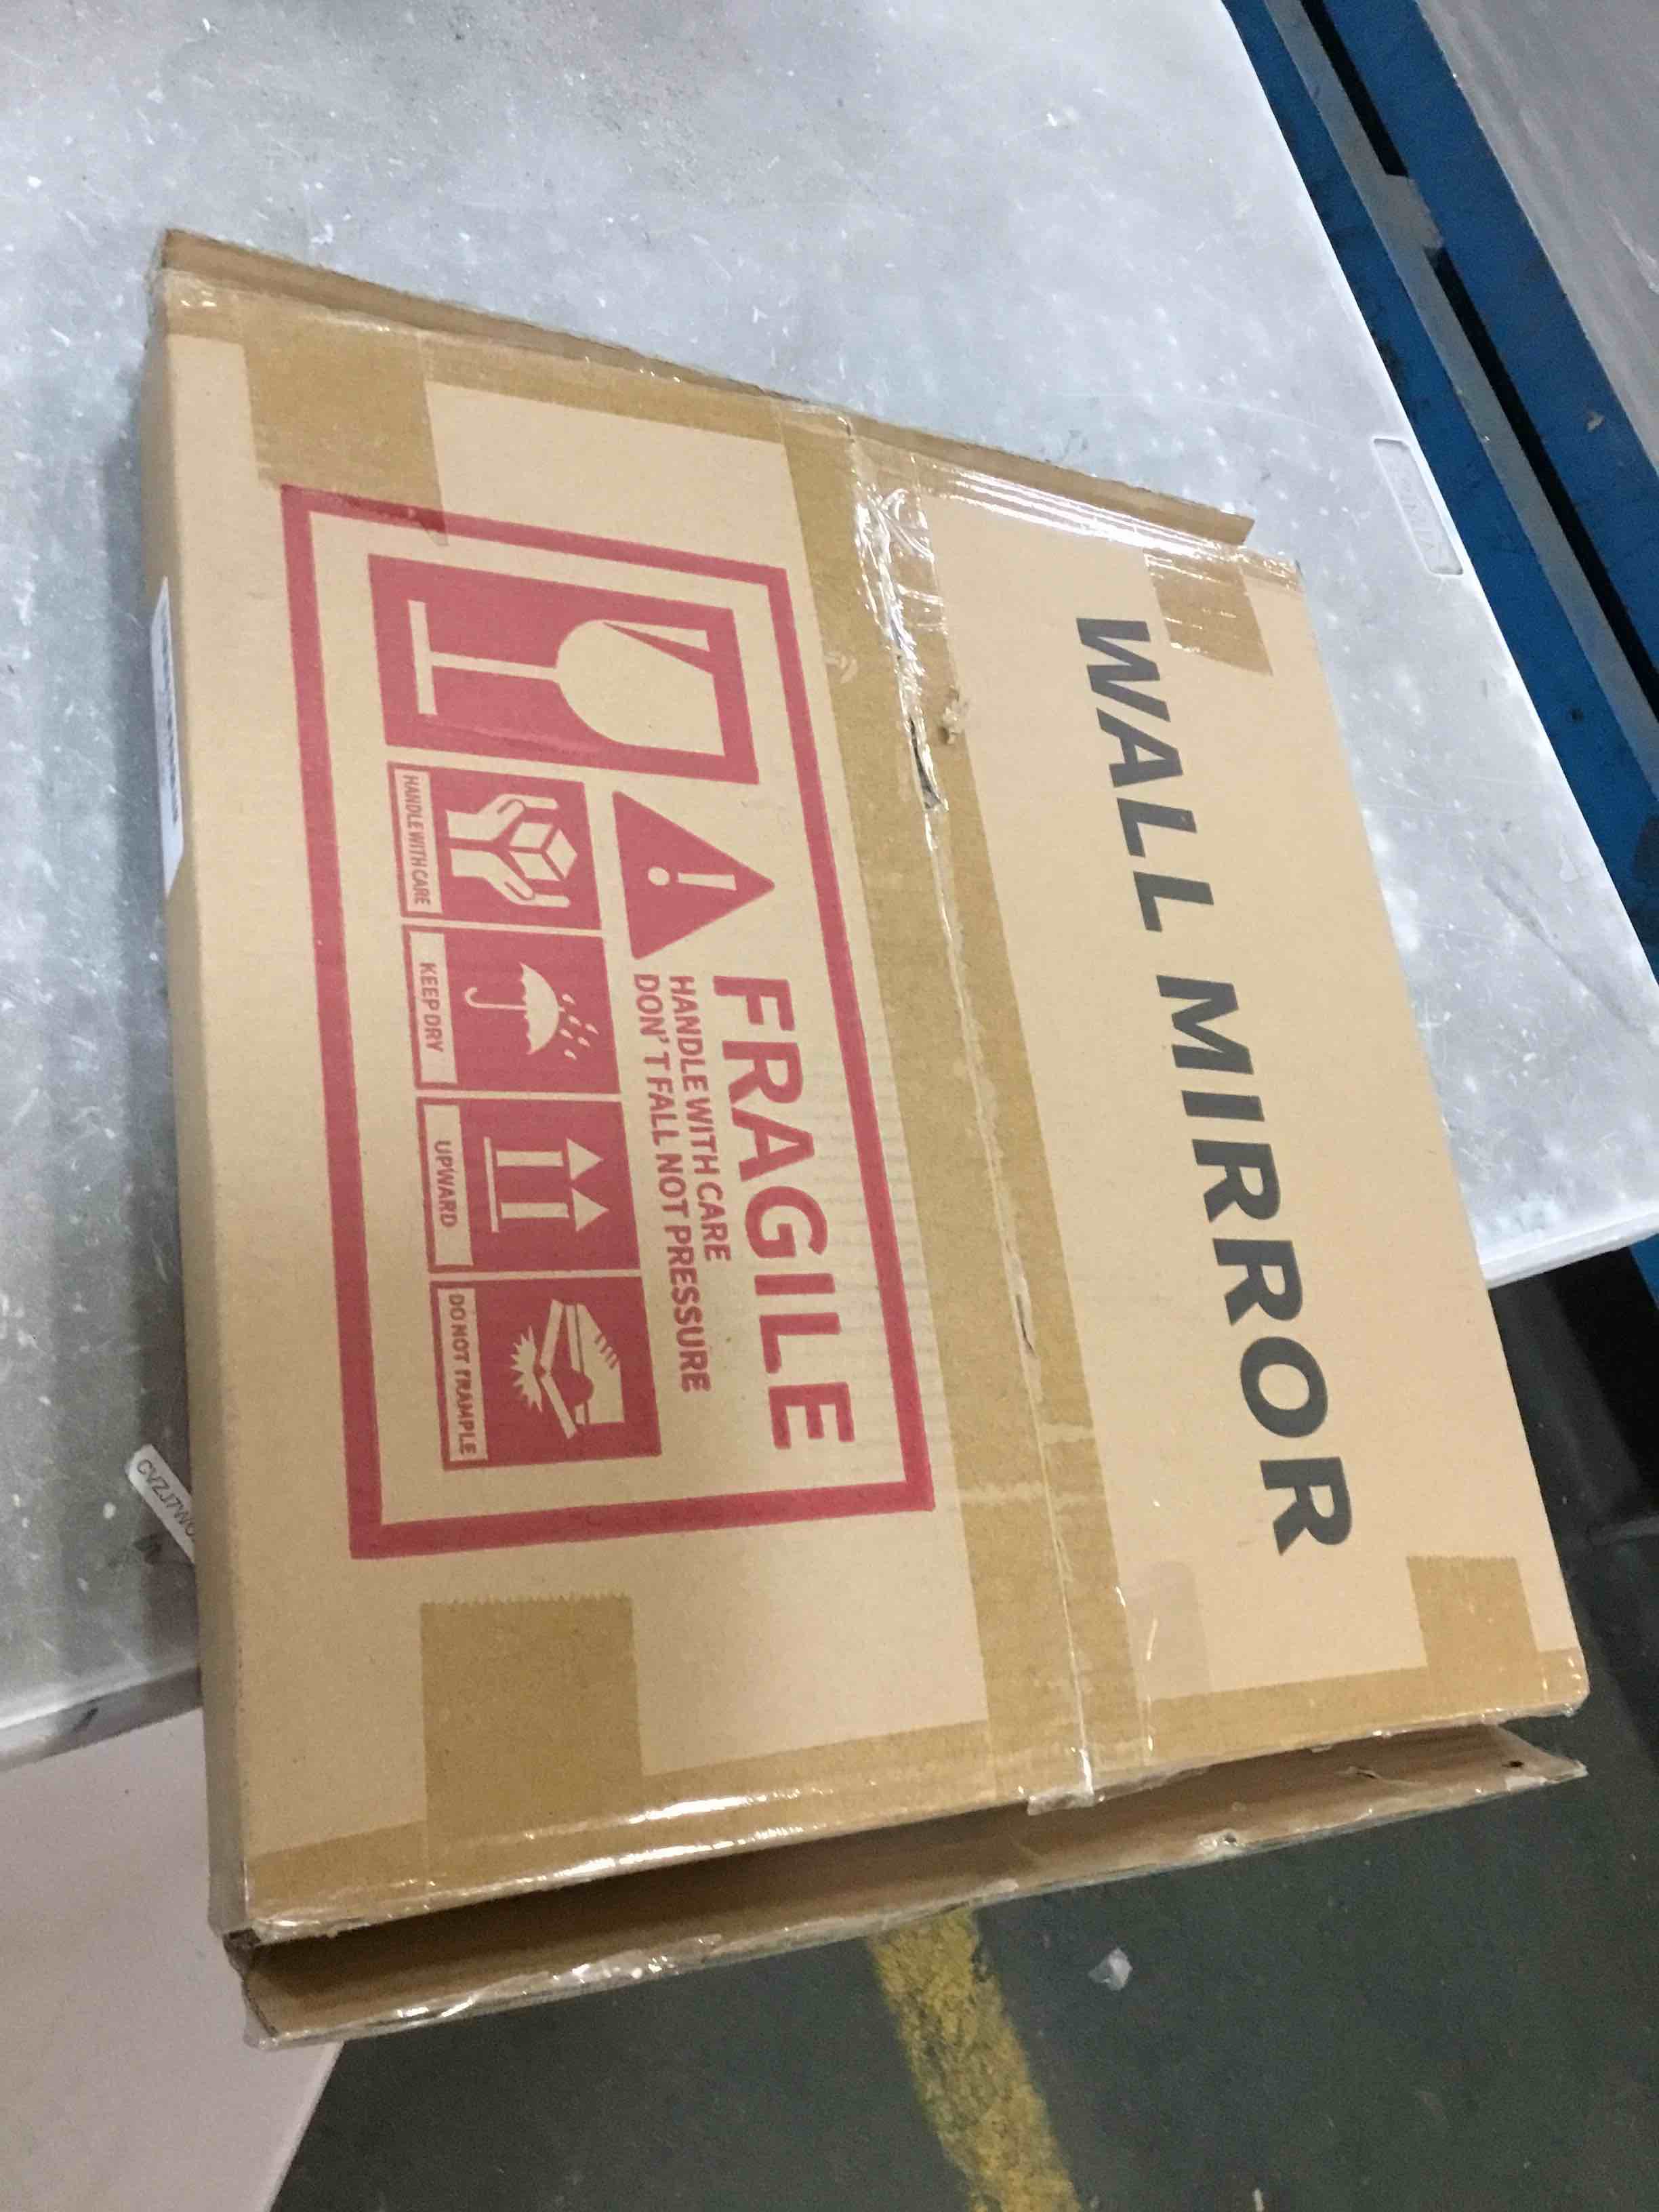 WALL MIRROR
FRAGILE
HANDLE WITH CARE
DON'T FALL NOT PRESSURE
HANDLE WITH CARE
KEEP DRY
UPWARD
DO NOT TRAMPLE